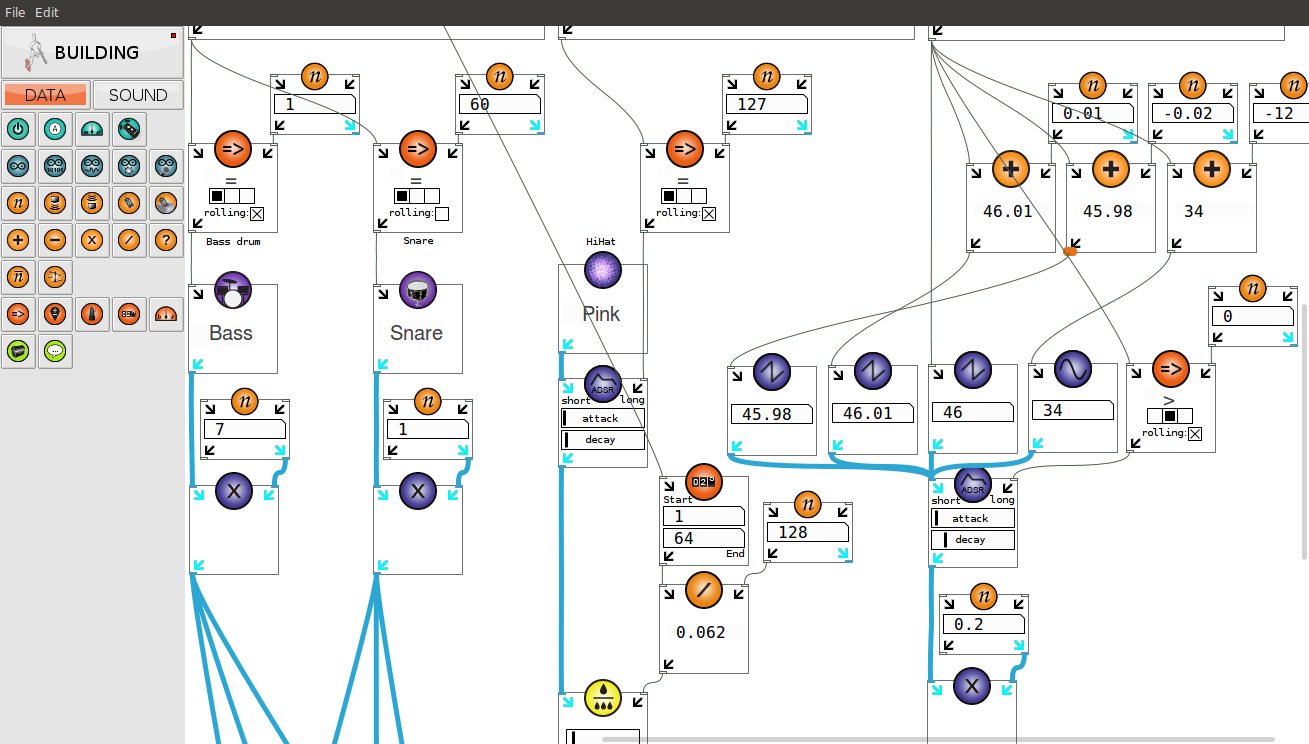 File Edit
BUILDING
DATA SOUND
1
60
127
0.01
-0.02
-12
=>
=
rolling:
Bass drum
=>
=
rolling:
Snare
=>
=
rolling:
46.01
45.98
34
HiHat
Bass
Snare
Pink
0
ADSR
short long
attack
decay
45.98
46.01
46
34
=>
>
rolling:
7
1
X
X
Start
1
64
End
128
ADSR
short long
attack
decay
0.062
0.2
X